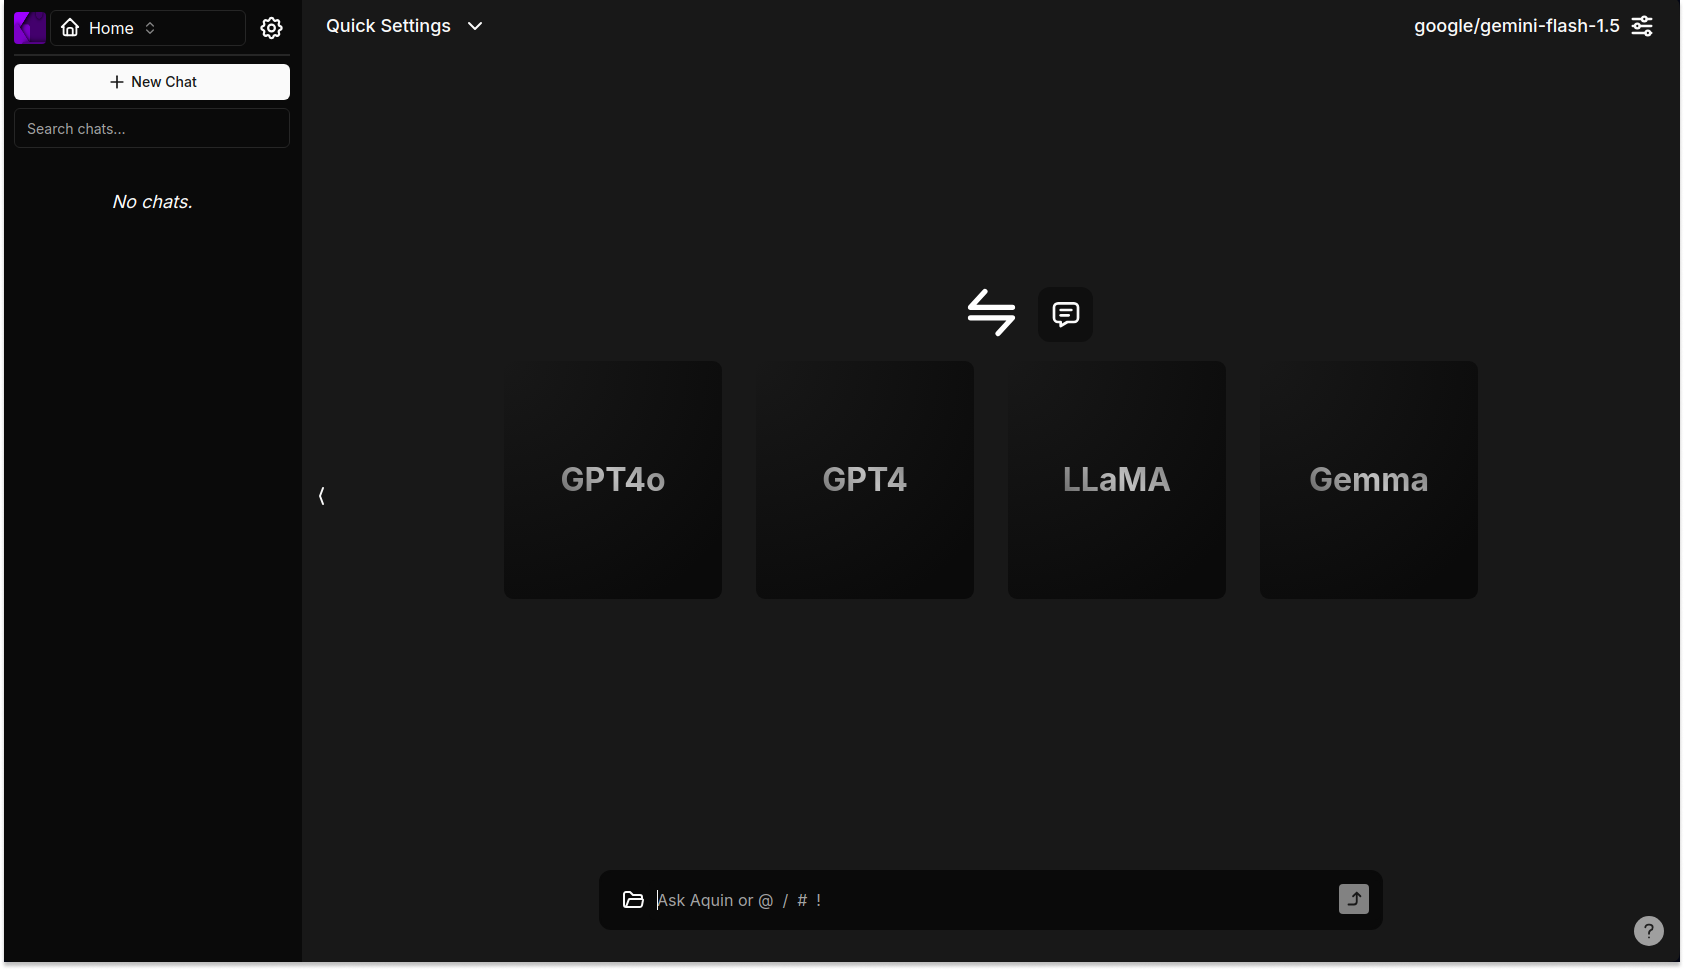 Home
New Chat
Search chats...
No chats.
Quick Settings
google/gemini-flash-1.5
GPT4o
GPT4
LLaMA
Gemma
Ask Aquin or @ / # !
?